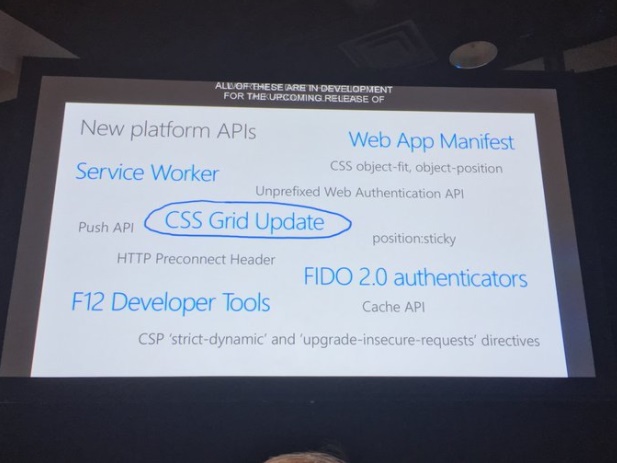 ALL OF THESE ARE IN DEVELOPMENT
FOR THE UPCOMING RELEASE OF
New platform APIs
Web App Manifest
Service Worker
CSS object-fit, object-position
Unprefixed Web Authentication API
Push API
CSS Grid Update
position:sticky
HTTP Preconnect Header
FIDO 2.0 authenticators
F12 Developer Tools
Cache API
CSP 'strict-dynamic' and 'upgrade-insecure-requests' directives